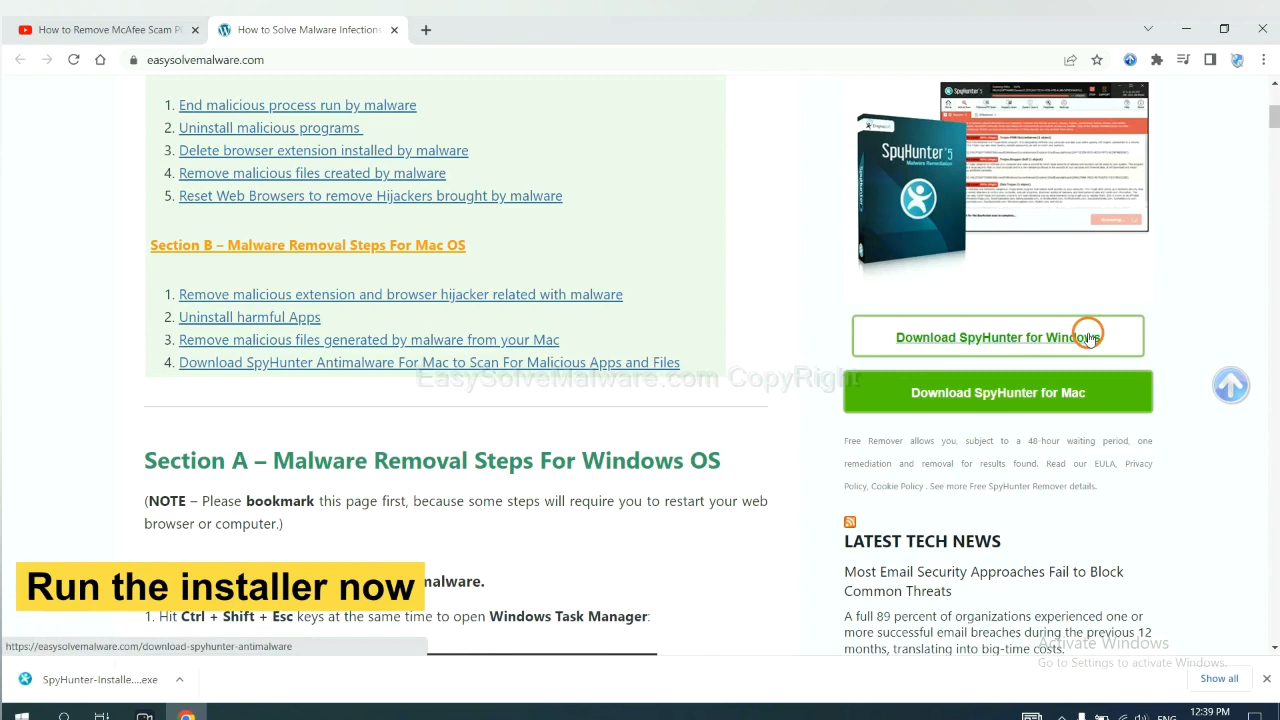 How to Remove McAfee Scam P
How to Solve Malware Infections
easysolvemalware.com
1. End malicious process run by malware
2. Uninstall malicious programs
3. Delete browser installed by malware
4. Remove malicious files created by malware
5. Reset Web Bro brought by malware
Section B – Malware Removal Steps For Mac OS
1. Remove malicious extension and browser hijacker related with malware
2. Uninstall harmful Apps
3. Remove malicious files generated by malware from your Mac
4. Download SpyHunter Antimalware For Mac to Scan For Malicious Apps and Files
EasySolveMalware.com CopyRight
Section A – Malware Removal Steps For Windows OS
(NOTE – Please bookmark this page first, because some steps will require you to restart your web
browser or computer.)
Run the installer now
malware.
1. Hit Ctrl + Shift + Esc keys at the same time to open Windows Task Manager:
SpyHunter 5
Malware Remediation
Download SpyHunter for Windows
Download SpyHunter for Mac
Free Remover allows you, subject to a 48-hour waiting period, one
remediation and removal for results found. Read our EULA, Privacy
Policy, Cookie Policy . See more Free SpyHunter Remover details.
LATEST TECH NEWS
Most Email Security Approaches Fail to Block
Common Threats
A full 89 percent of organizations experienced one or
more successful email breaches during the previous 12
months, translating into big-time costs.
Activate Windows
Go to Settings to activate Windows.
https://easysolvemalware.com/download-spyhunter-antimalware
SpyHunter-Installe....exe
Show all
ENG
12:39 PM